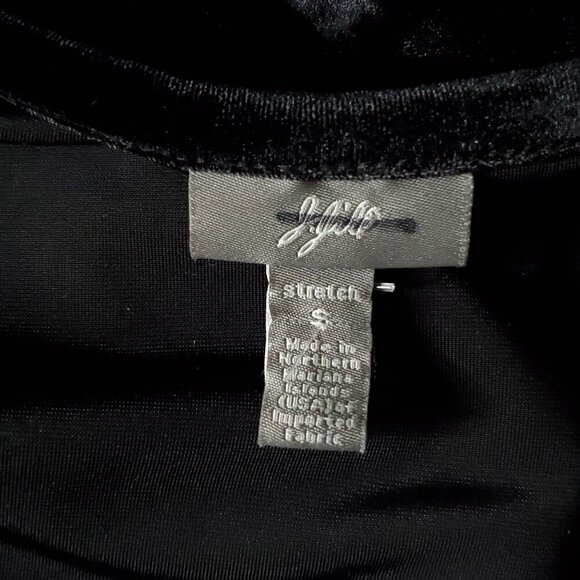 J.Jill
stretch
S
Made in
Northern
Mariana
Islands
(USA) of
Imported
Fabric